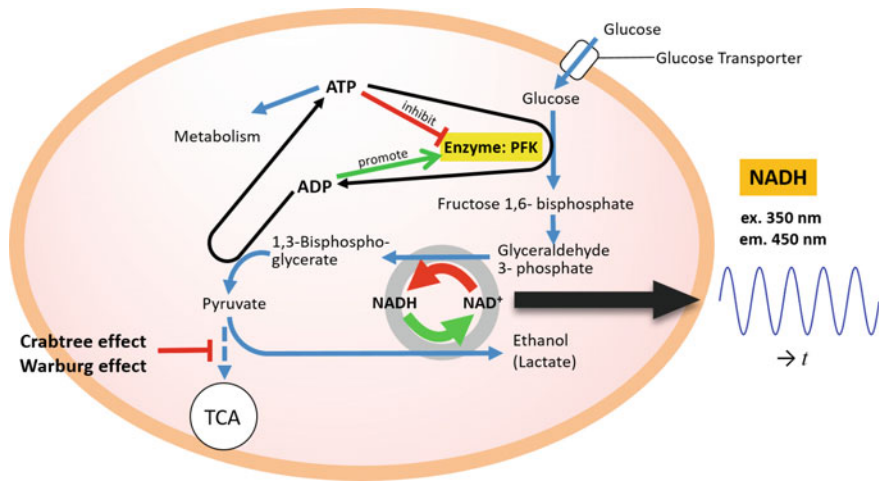 Glucose
Glucose Transporter
ATP
Glucose
inhibit
Metabolism
Enzyme: PFK
promote
ADP
NADH
Fructose 1,6- bisphosphate
ex. 350 nm
em. 450 nm
1,3-Bisphospho-
glycerate
Glyceraldehyde
3- phosphate
Pyruvate
NADH
NAD⁺
Crabtree effect
Warburg effect
Ethanol
(Lactate)
→ t
TCA